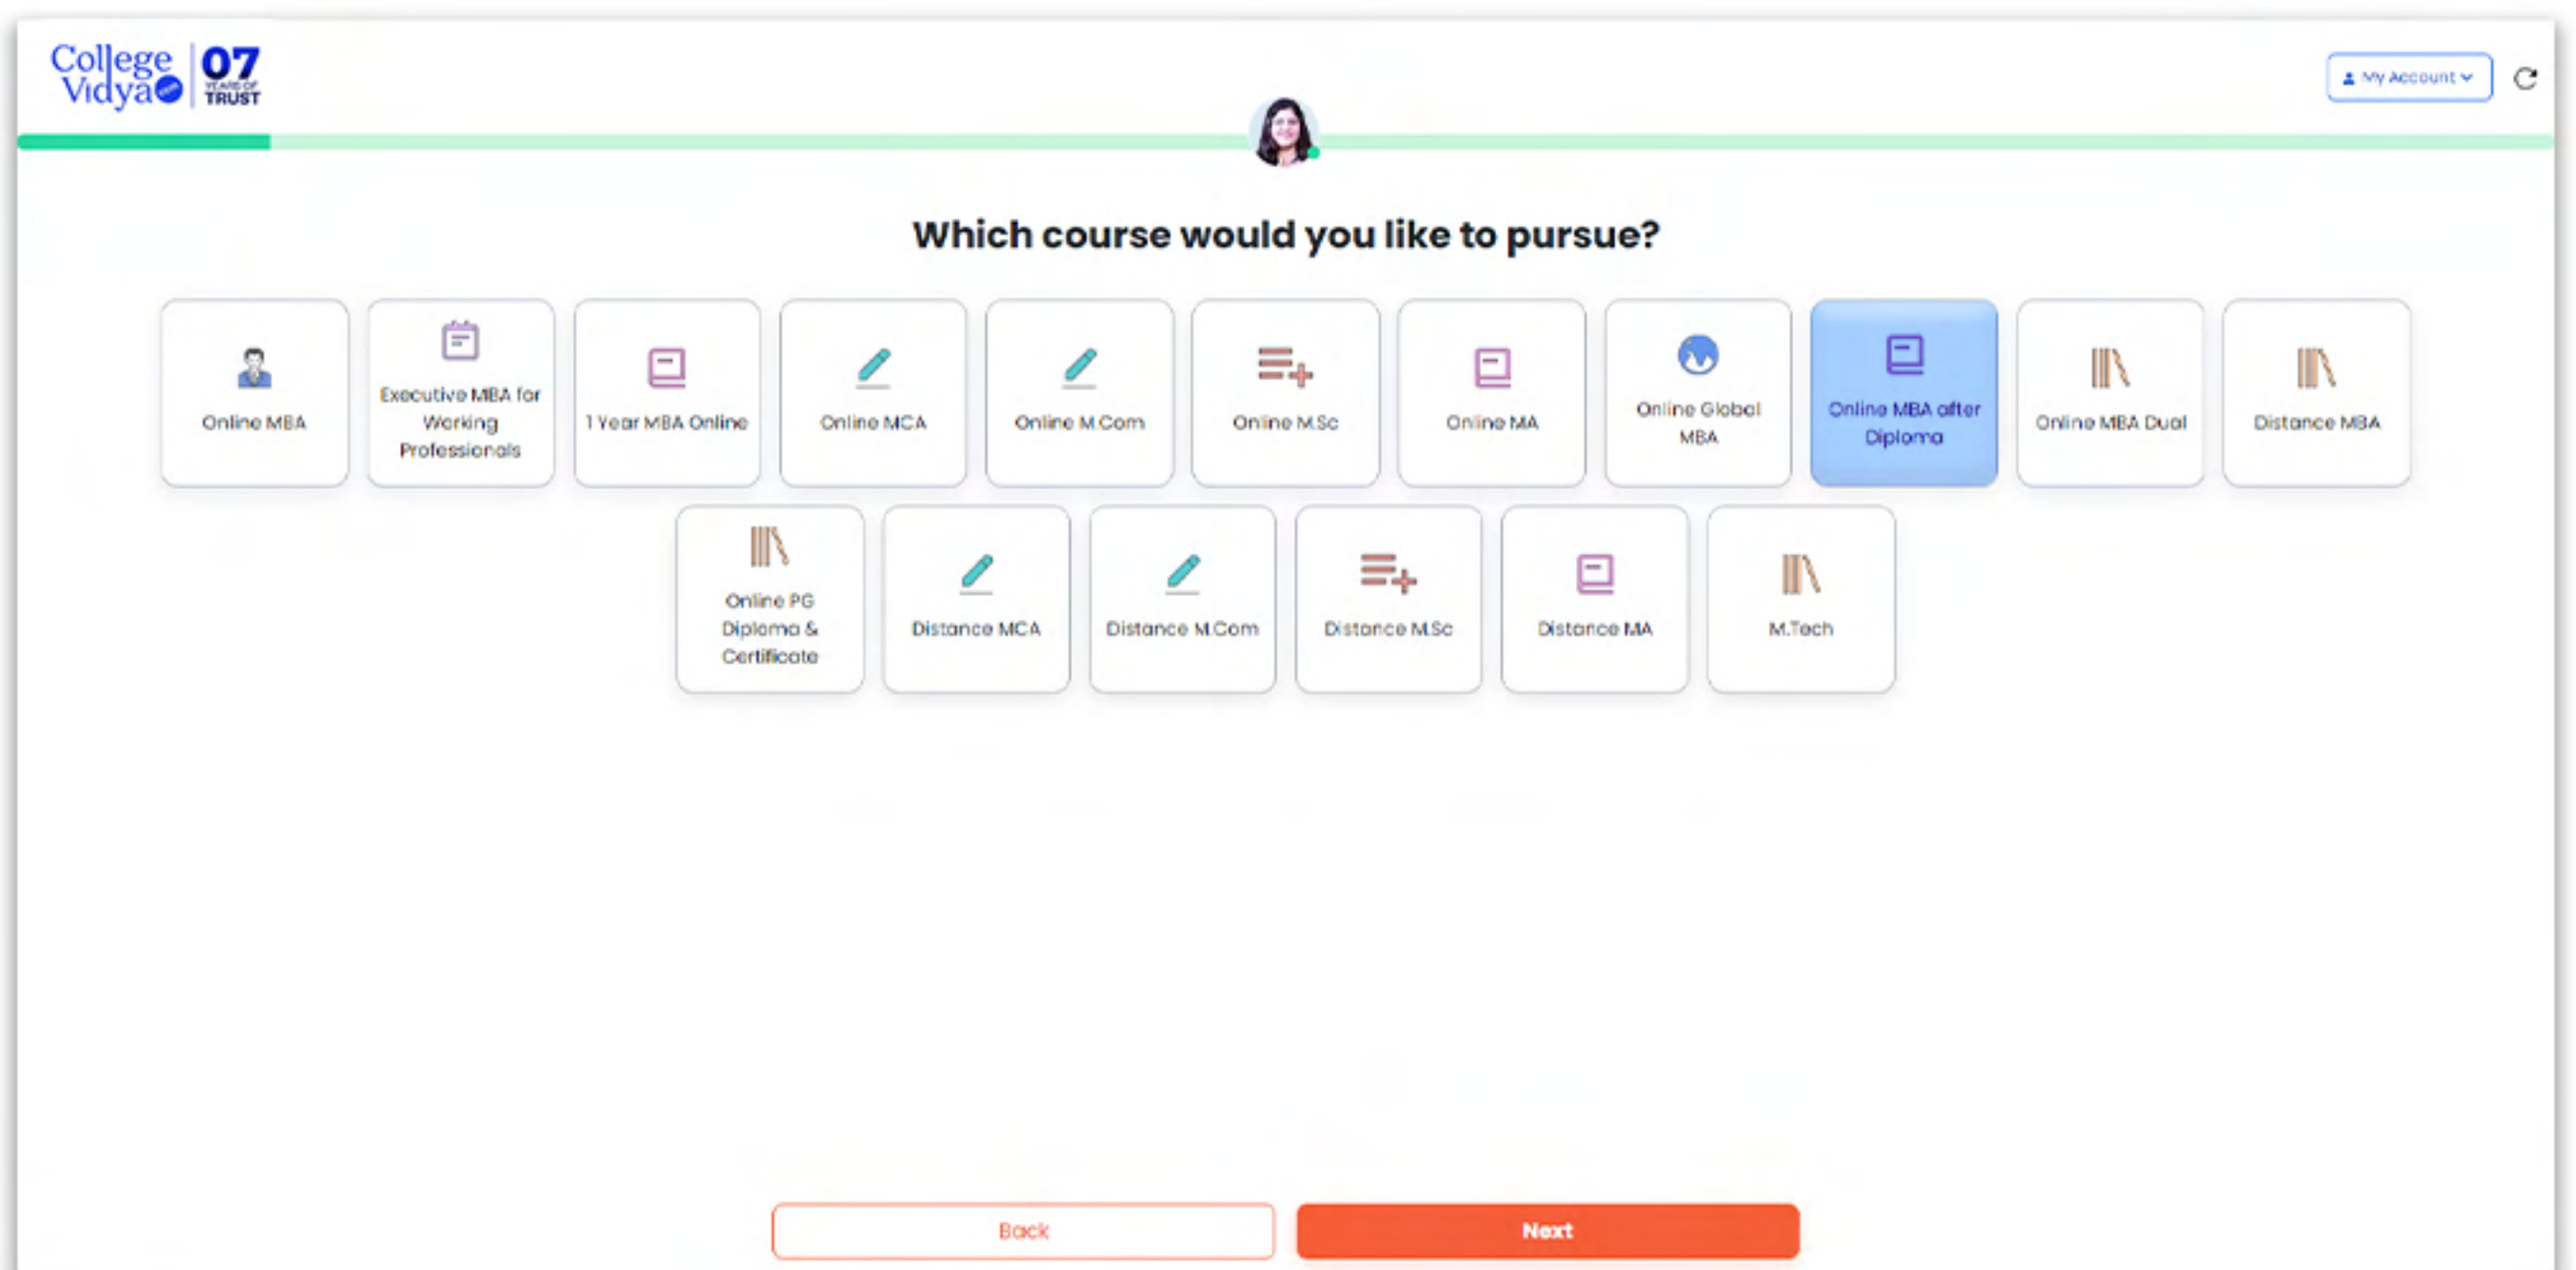 College
Vidya
.com
07
YEARS OF
TRUST
My Account
Which course would you like to pursue?
Online MBA
Executive MBA for
Working
Professionals
1 Year MBA Online
Online MCA
Online M.Com
Online M.Sc
Online MA
Online Global
MBA
Online MBA after
Diploma
Online MBA Dual
Distance MBA
Online PG
Diploma &
Certificate
Distance MCA
Distance M.Com
Distance M.Sc
Distance MA
M.Tech
Back
Next